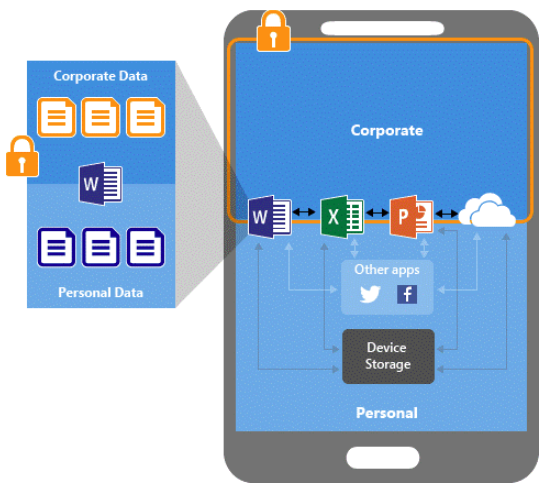 Corporate Data
W
Personal Data
Corporate
W
X
P
Other apps
f
Device
Storage
Personal